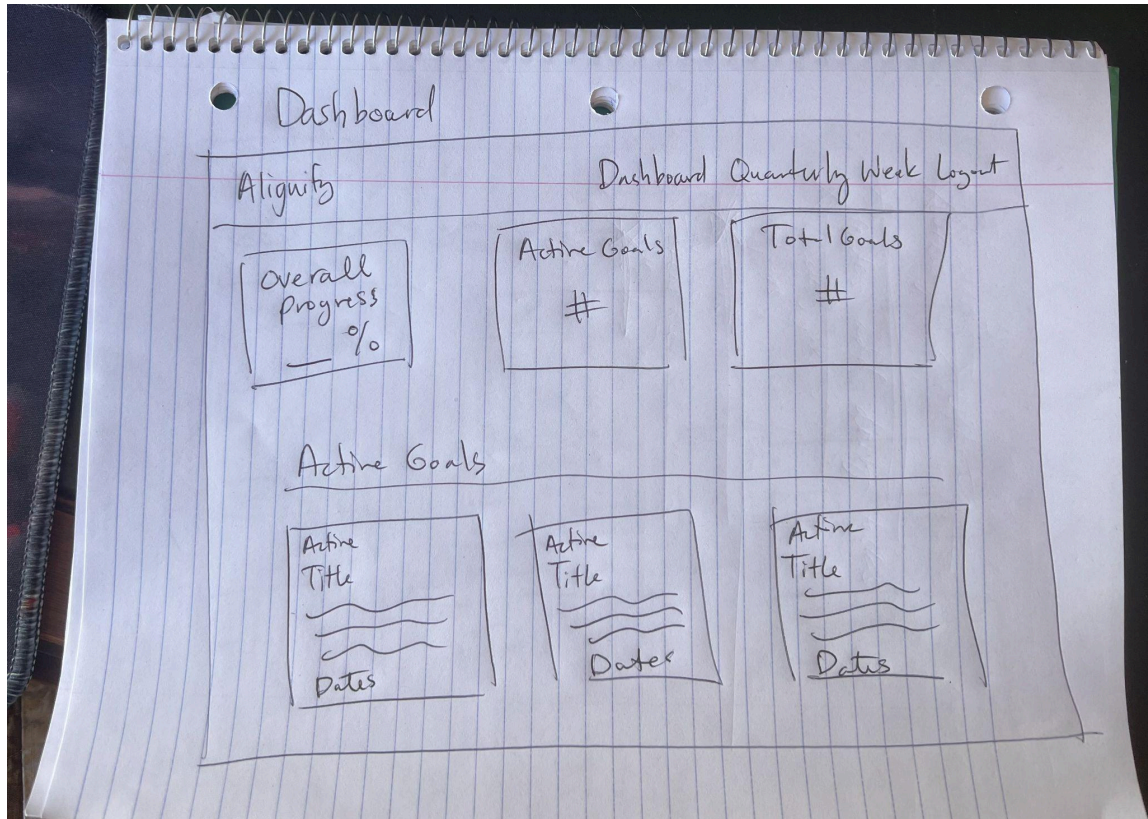 Dashboard
Alignify Dashboard Quarterly Week Logout
Overall
Progress
__ %
Active Goals
#
Total Goals
#
Active Goals
Active
Title
Dates
Active
Title
Dates
Active
Title
Dates